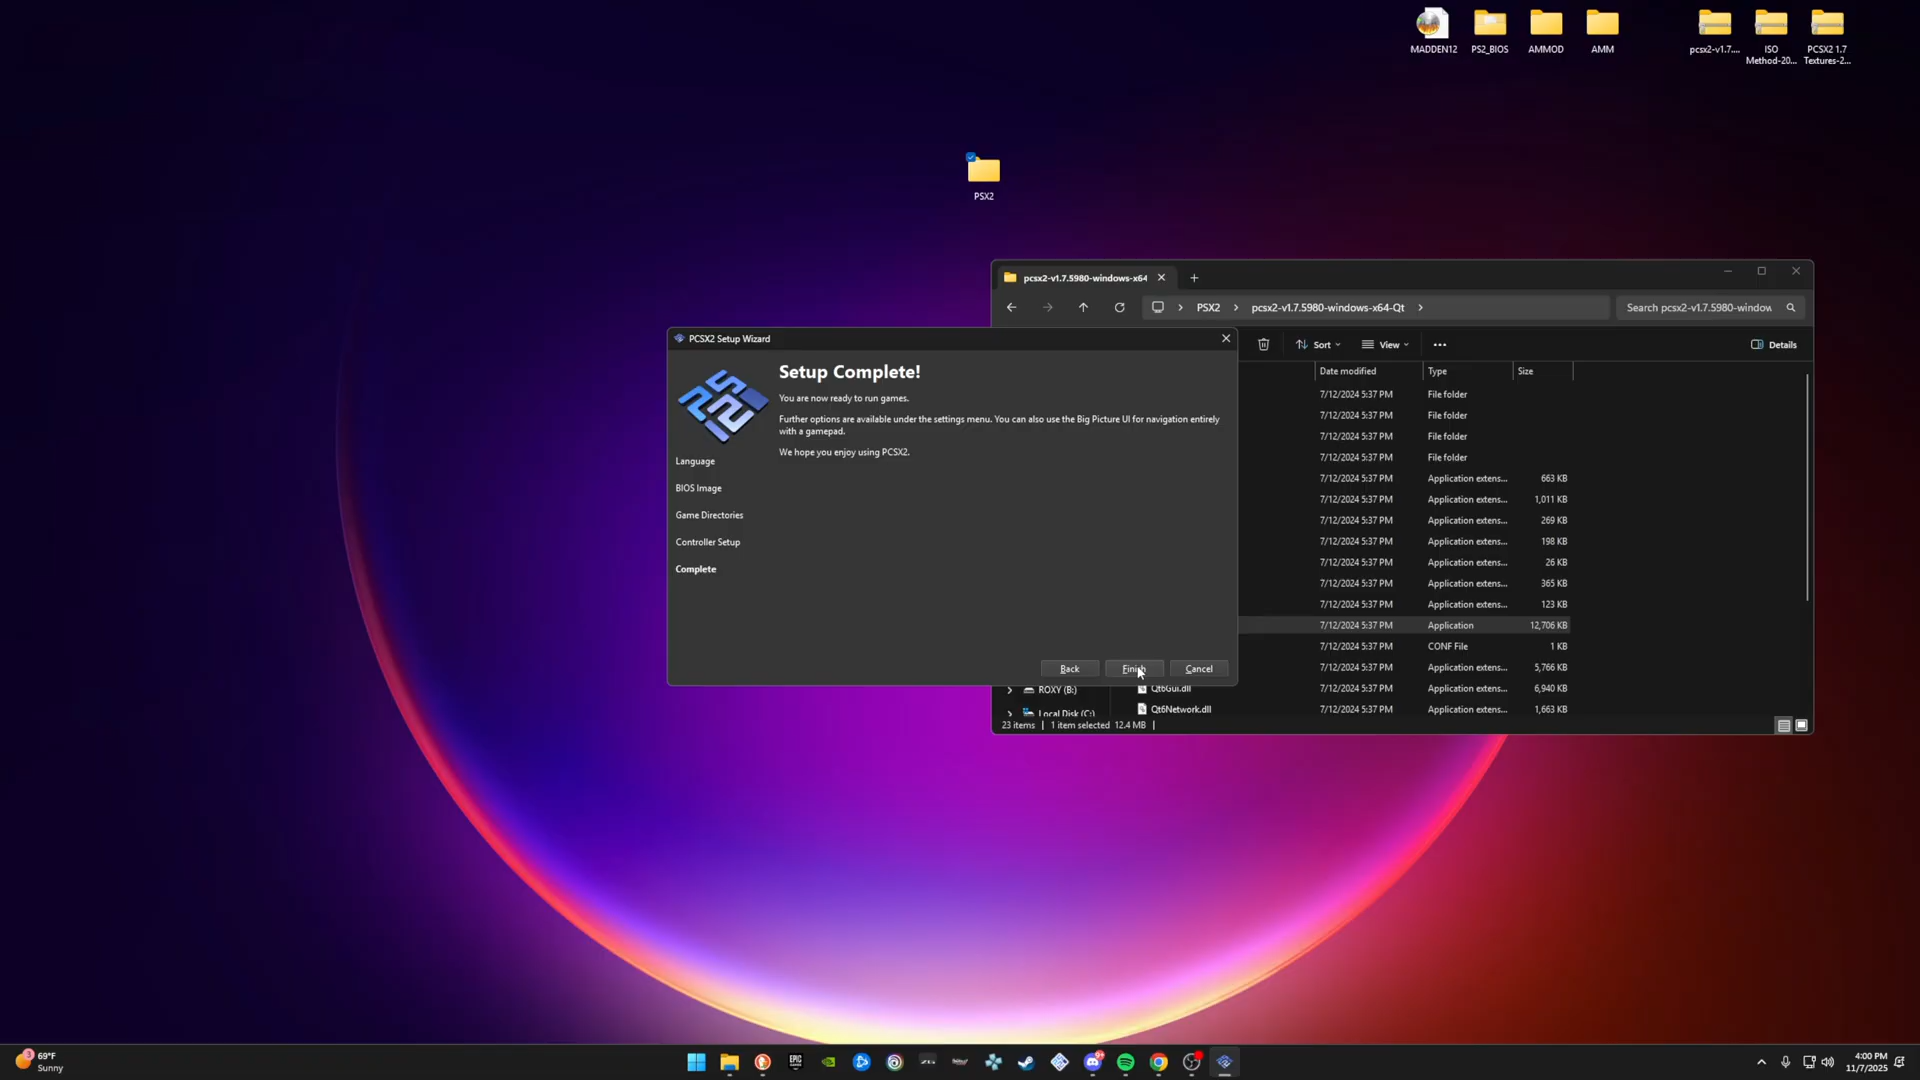 MADDEN12
PS2_BIOS
AMMOD
AMM
pcsx2-v1.7....
ISO
Method-20...
PCSX2 1.7
Textures-2...
PSX2
pcsx2-v1.7.5980-windows-x64
PSX2
pcsx2-v1.7.5980-windows-x64-Qt
Search pcsx2-v1.7.5980-window
Sort
View
Details
Date modified
Type
Size
7/12/2024 5:37 PM File folder
7/12/2024 5:37 PM File folder
7/12/2024 5:37 PM File folder
7/12/2024 5:37 PM File folder
7/12/2024 5:37 PM Application extens... 663 KB
7/12/2024 5:37 PM Application extens... 1,011 KB
7/12/2024 5:37 PM Application extens... 269 KB
7/12/2024 5:37 PM Application extens... 198 KB
7/12/2024 5:37 PM Application extens... 26 KB
7/12/2024 5:37 PM Application extens... 365 KB
7/12/2024 5:37 PM Application extens... 123 KB
7/12/2024 5:37 PM Application 12,706 KB
7/12/2024 5:37 PM CONF File 1 KB
7/12/2024 5:37 PM Application extens... 5,766 KB
Qt6Gui.dll 7/12/2024 5:37 PM Application extens... 6,940 KB
Qt6Network.dll 7/12/2024 5:37 PM Application extens... 1,663 KB
ROXY (B:)
Local Disk (C:)
23 items 1 item selected 12.4 MB
PCSX2 Setup Wizard
Setup Complete!
You are now ready to run games.
Further options are available under the settings menu. You can also use the Big Picture UI for navigation entirely
with a gamepad.
We hope you enjoy using PCSX2.
Language
BIOS Image
Game Directories
Controller Setup
Complete
Back
Finish
Cancel
69°F
Sunny
EPIC
4:00 PM
11/7/2025